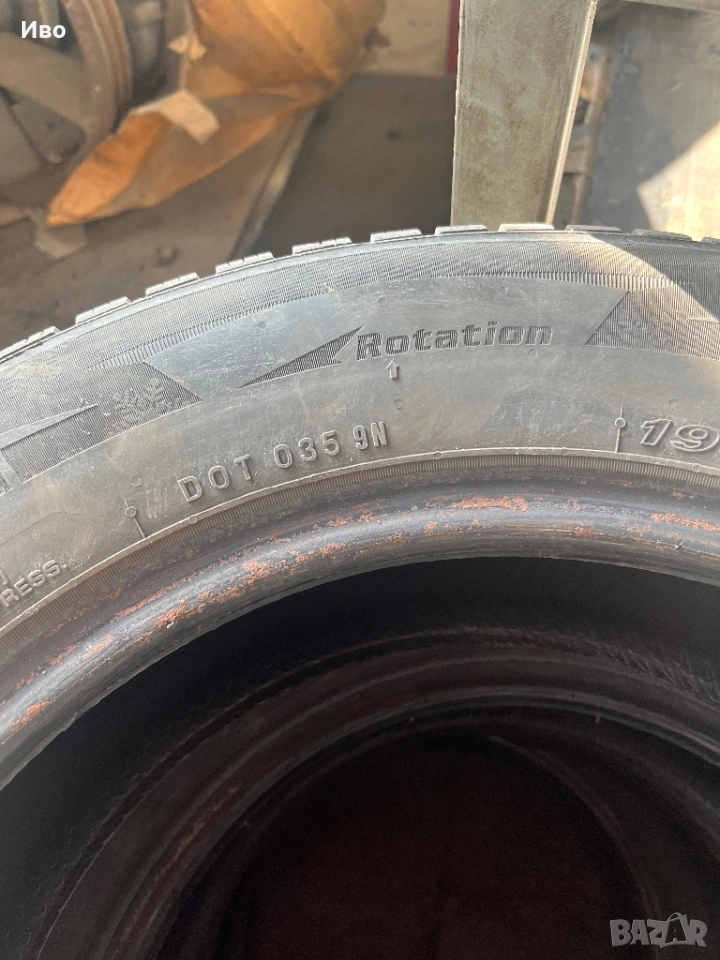 Иво
Rotation
DOT 035 9N
19
RESS.
BAZAR